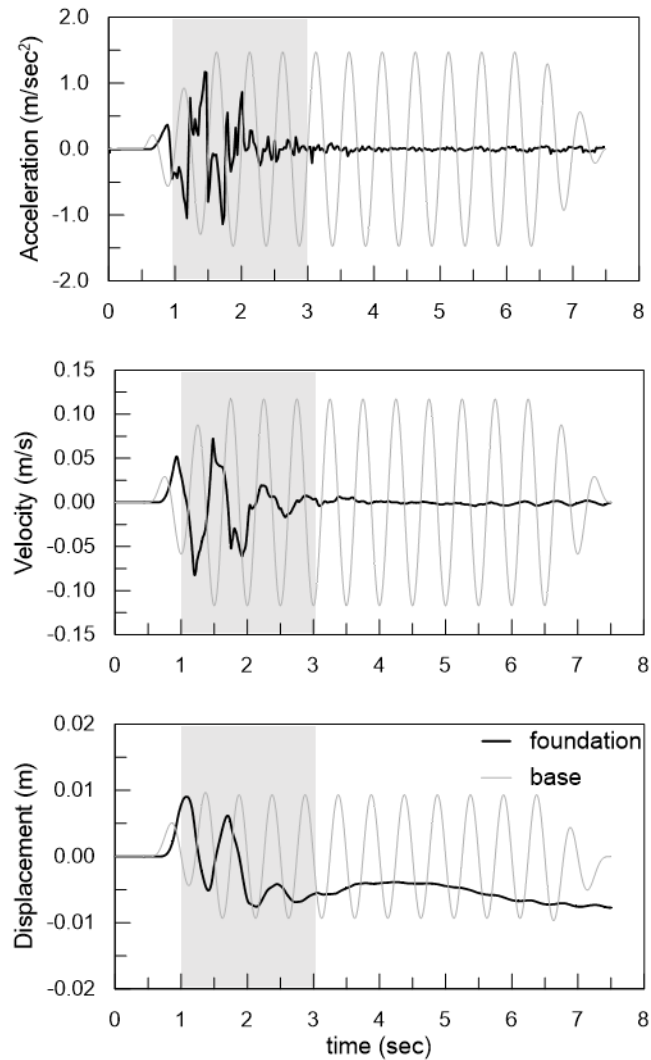 Acceleration (m/sec²)
2.0
1.0
0.0
-1.0
-2.0
0 1 2 3 4 5 6 7 8
Velocity (m/s)
0.15
0.10
0.05
0.00
-0.05
-0.10
-0.15
0 1 2 3 4 5 6 7 8
Displacement (m)
0.02
0.01
0.00
-0.01
-0.02
foundation
base
0 1 2 3 4 5 6 7 8
time (sec)